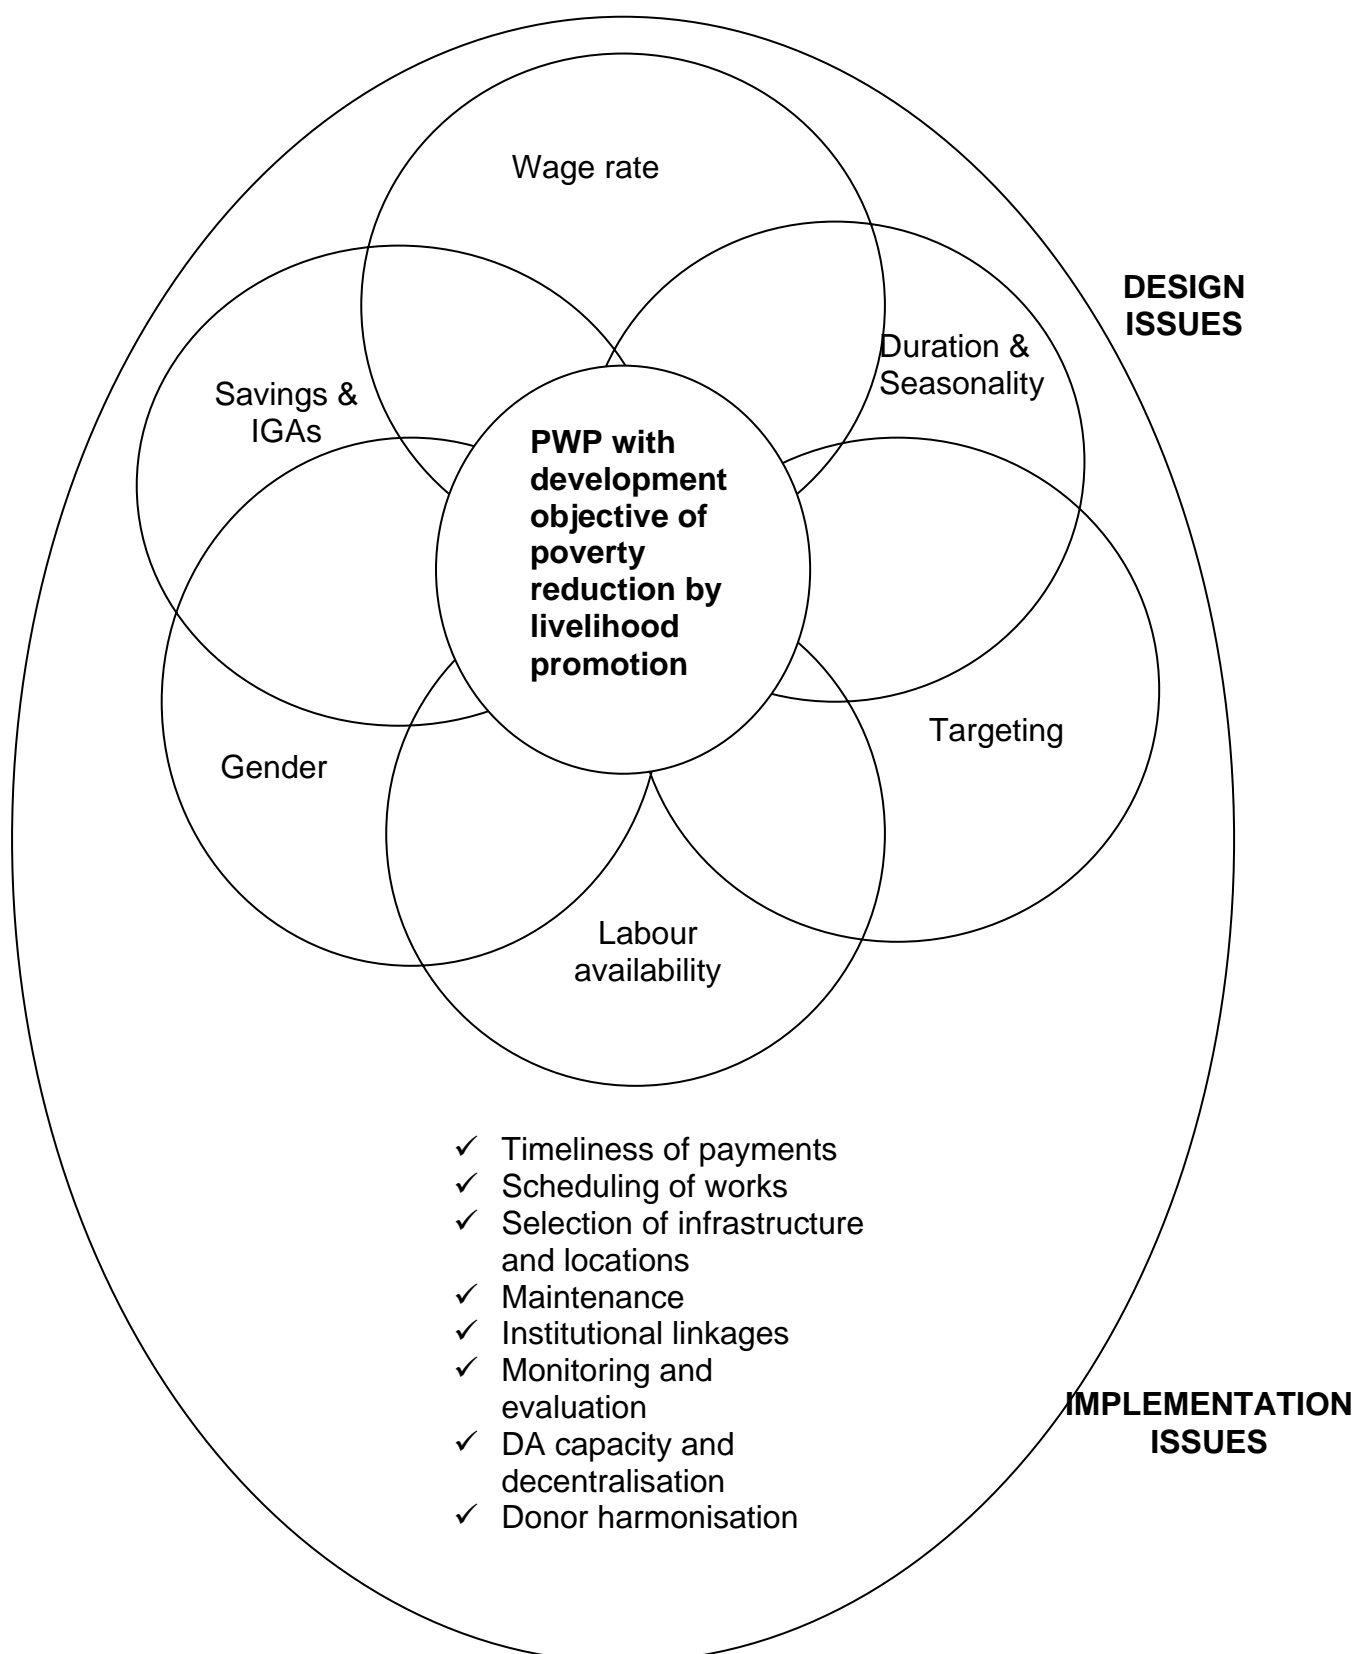 Wage rate
DESIGN
ISSUES
Duration &
Seasonality
Savings &
IGAs
PWP with
development
objective of
poverty
reduction by
livelihood
promotion
Targeting
Gender
Labour
availability
✓ Timeliness of payments
✓ Scheduling of works
✓ Selection of infrastructure
and locations
✓ Maintenance
✓ Institutional linkages
✓ Monitoring and
evaluation
✓ DA capacity and
decentralisation
✓ Donor harmonisation
IMPLEMENTATION
ISSUES